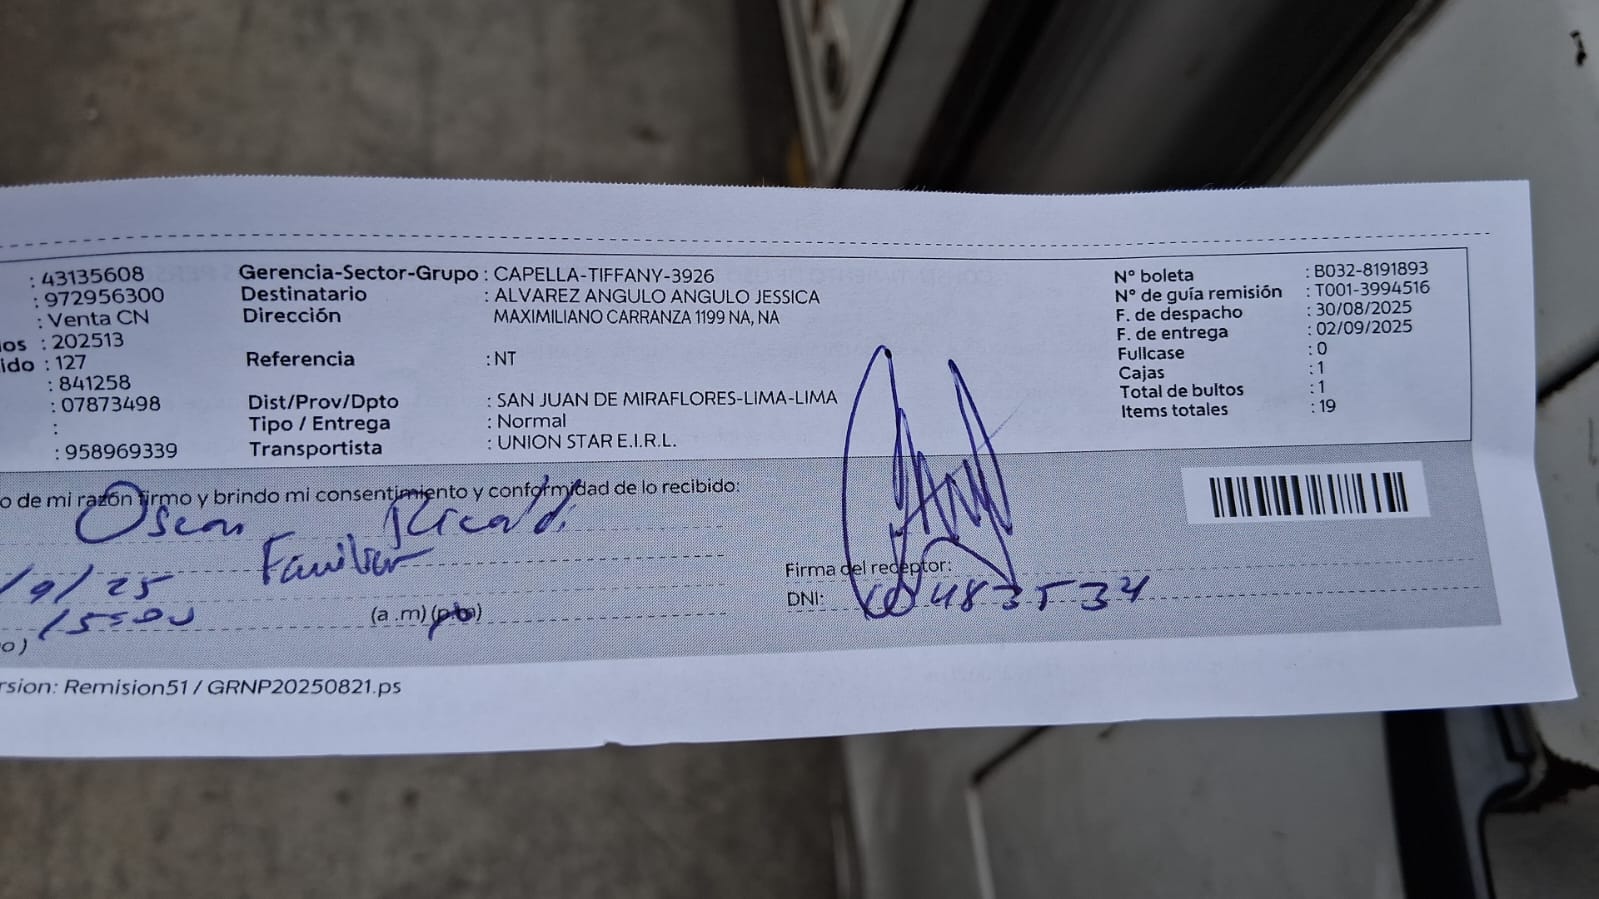 : 43135608 Gerencia-Sector-Grupo : CAPELLA-TIFFANY-3926 N° boleta : B032-8191893
: 972956300 Destinatario : ALVAREZ ANGULO ANGULO JESSICA N° de guía remisión : T001-3994516
: Venta CN Dirección MAXIMILIANO CARRANZA 1199 NA, NA F. de despacho : 30/08/2025
os : 202513 F. de entrega : 02/09/2025
ido : 127 Referencia : NT Fullcase : 0
: 841258 Cajas : 1
: 07873498 Dist/Prov/Dpto : SAN JUAN DE MIRAFLORES-LIMA-LIMA Total de bultos : 1
: Tipo / Entrega : Normal Items totales : 19
: 958969339 Transportista : UNION STAR E.I.R.L.
o de mi razón firmo y brindo mi consentimiento y conformidad de lo recibido:
Oscar Ricaldi
Familiar
/9/25 Firma del receptor:
(a .m) DNI:
o )
rsion: Remision51 / GRNP20250821.ps